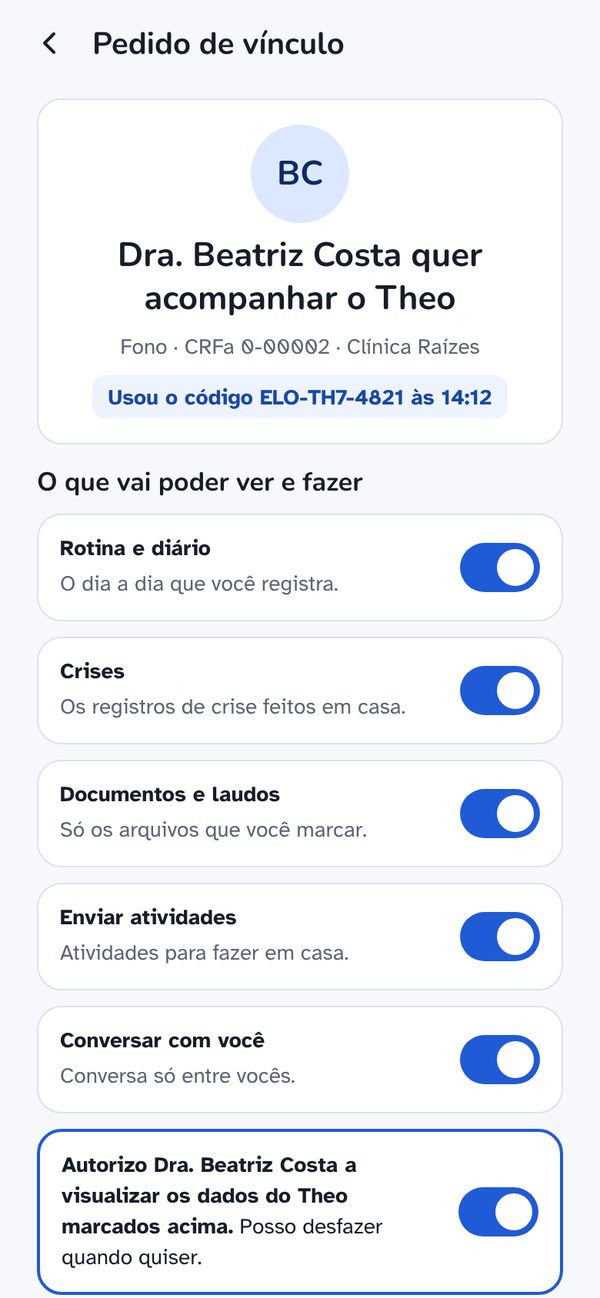 Pedido de vínculo
BC
Dra. Beatriz Costa quer
acompanhar o Theo
Fono · CRFa 0-00002 · Clínica Raízes
Usou o código ELO-TH7-4821 às 14:12
O que vai poder ver e fazer
Rotina e diário
O dia a dia que você registra.
Crises
Os registros de crise feitos em casa.
Documentos e laudos
Só os arquivos que você marcar.
Enviar atividades
Atividades para fazer em casa.
Conversar com você
Conversa só entre vocês.
Autorizo Dra. Beatriz Costa a
visualizar os dados do Theo
marcados acima. Posso desfazer
quando quiser.